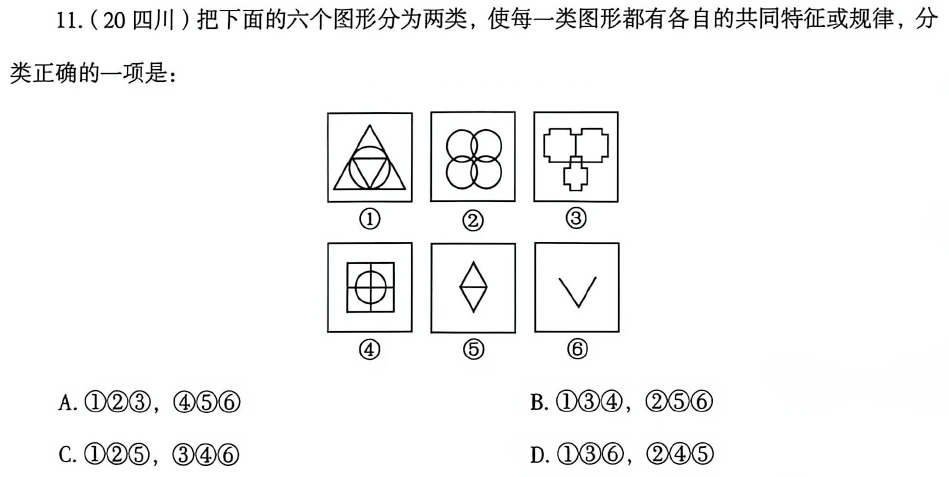 11.（20 四川）把下面的六个图形分为两类，使每一类图形都有各自的共同特征或规律，分
类正确的一项是：
① ② ③
④ ⑤ ⑥
A. ①②③，④⑤⑥ B. ①③④，②⑤⑥
C. ①②⑤，③④⑥ D. ①③⑥，②④⑤